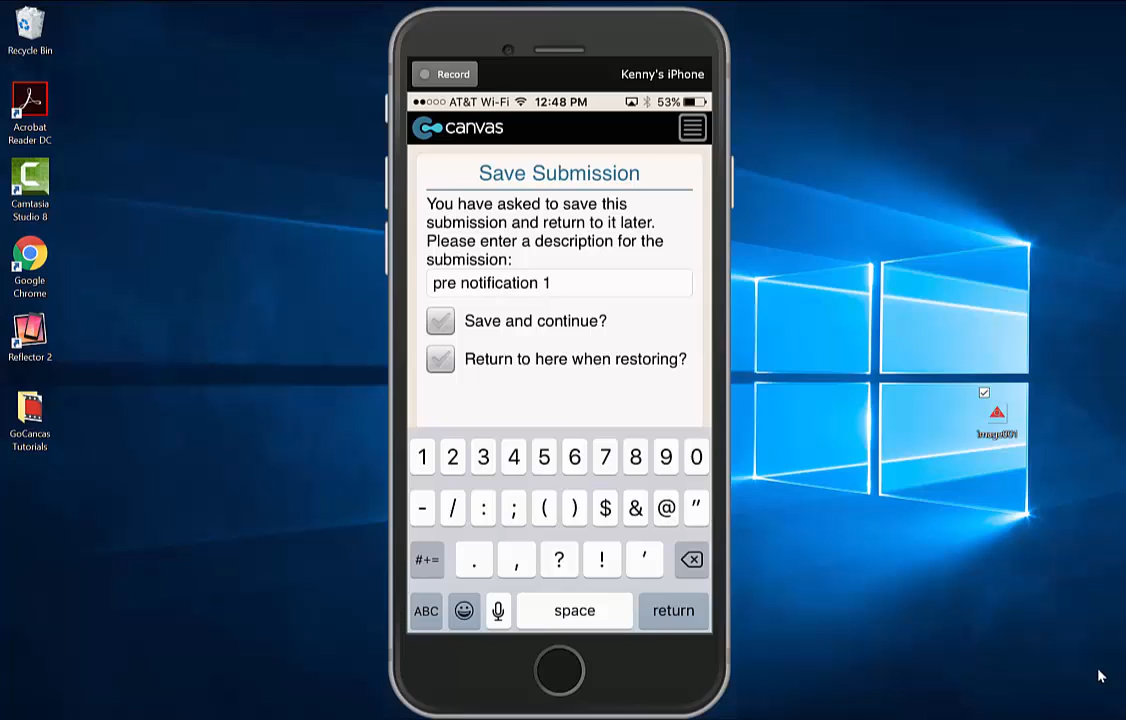 Recycle Bin
Acrobat
Reader DC
Camtasia
Studio 8
Google
Chrome
Reflector 2
GoCancas
Tutorials
Record
Kenny's iPhone
AT&T Wi-Fi 12:48 PM 53%
canvas
Save Submission
You have asked to save this
submission and return to it later.
Please enter a description for the
submission:
pre notification 1
Save and continue?
Return to here when restoring?
1 2 3 4 5 6 7 8 9 0
- / : ; ( ) $ & @ "
#+= . , ? ! '
ABC space return
image001